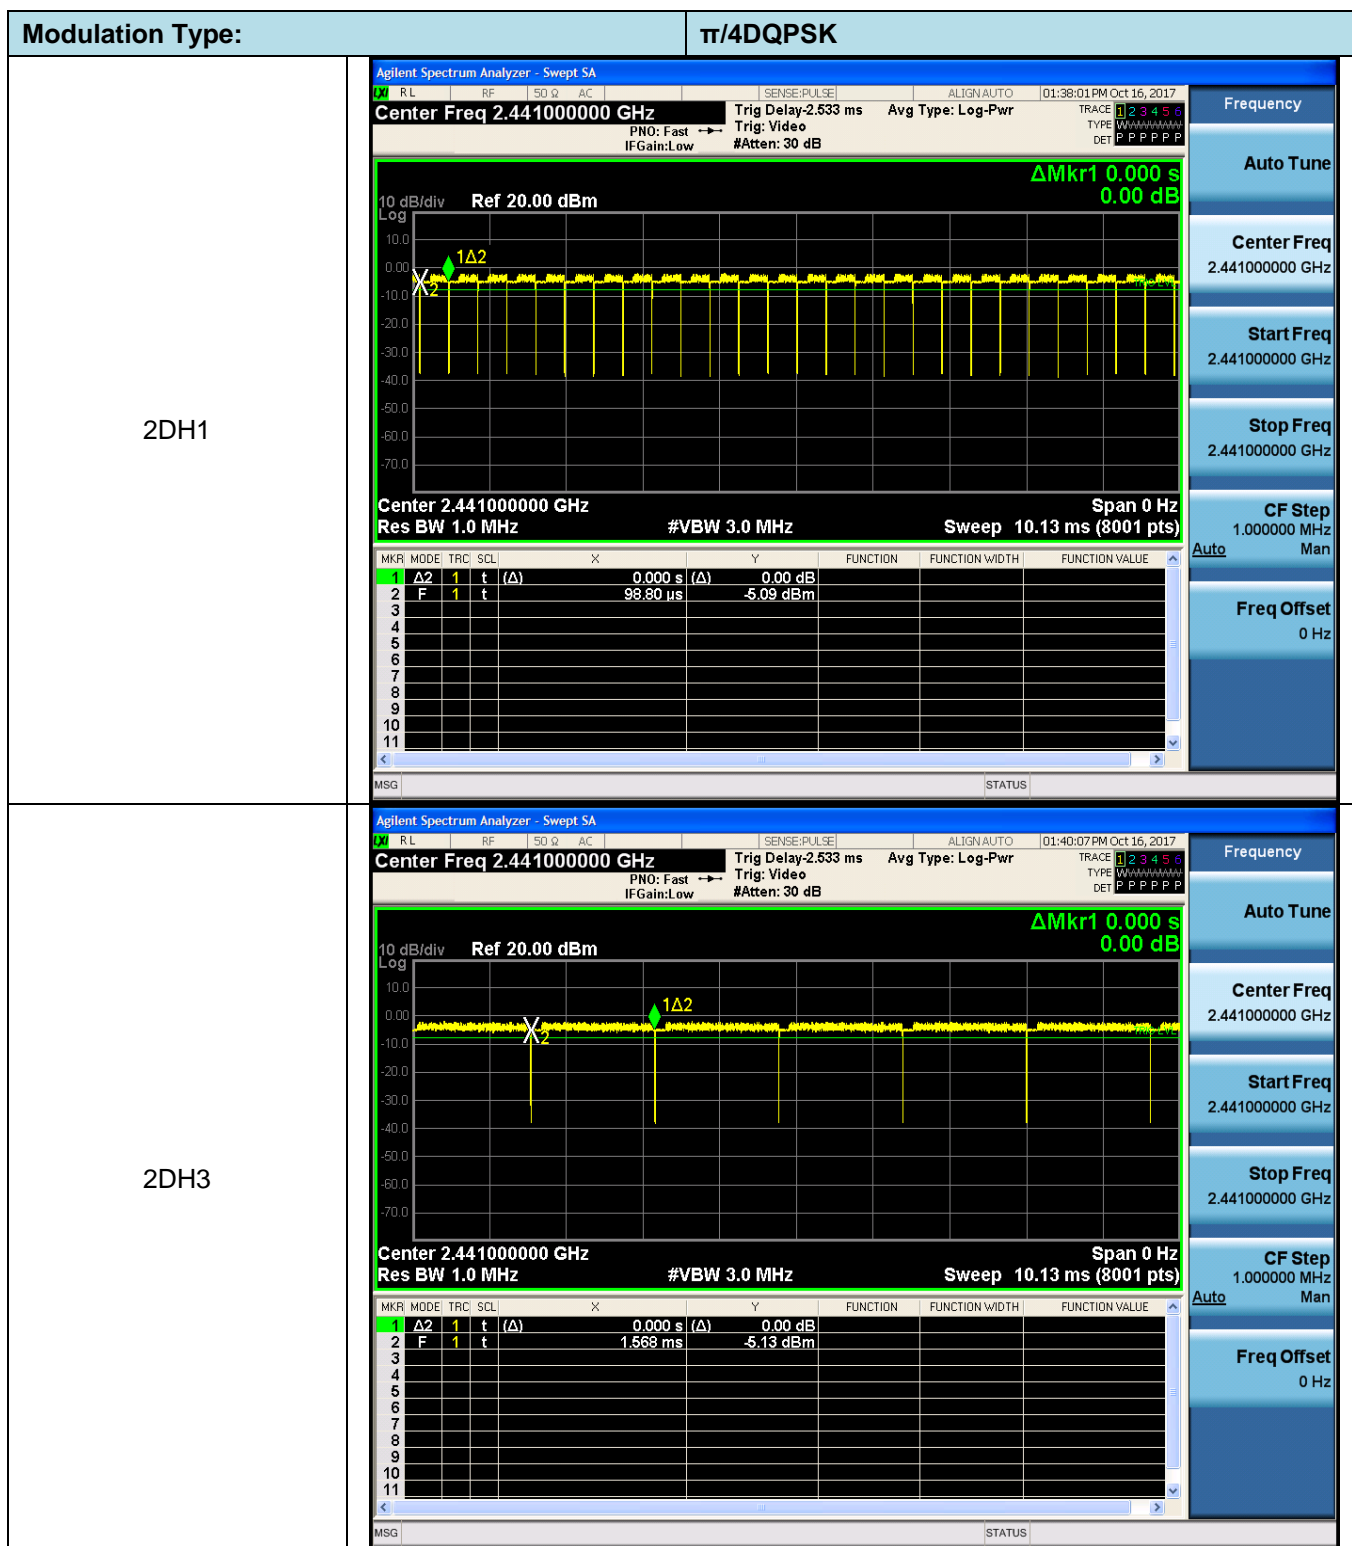 Modulation Type: π/4DQPSK
2DH1
Agilent Spectrum Analyzer - Swept SA
LXI RL RF 50 Ω AC SENSE:PULSE ALIGN AUTO 01:38:01 PM Oct 16, 2017
Center Freq 2.441000000 GHz Trig Delay-2.533 ms Avg Type: Log-Pwr TRACE 1 2 3 4 5 6
PNO: Fast Trig: Video TYPE WWWWWW
IFGain:Low #Atten: 30 dB DET P P P P P P
ΔMkr1 0.000 s
0.00 dB
10 dB/div Ref 20.00 dBm
Log
10.0
0.00
-10.0
-20.0
-30.0
-40.0
-50.0
-60.0
-70.0
1Δ2
2
Center 2.441000000 GHz Span 0 Hz
Res BW 1.0 MHz #VBW 3.0 MHz Sweep 10.13 ms (8001 pts)
MKR MODE TRC SCL X Y FUNCTION FUNCTION WIDTH FUNCTION VALUE
1 Δ2 1 t (Δ) 0.000 s (Δ) 0.00 dB
2 F 1 t 98.80 µs -5.09 dBm
3
4
5
6
7
8
9
10
11
MSG STATUS
Frequency
Auto Tune
Center Freq
2.441000000 GHz
Start Freq
2.441000000 GHz
Stop Freq
2.441000000 GHz
CF Step
1.000000 MHz
Auto Man
Freq Offset
0 Hz
2DH3
Agilent Spectrum Analyzer - Swept SA
LXI RL RF 50 Ω AC SENSE:PULSE ALIGN AUTO 01:40:07 PM Oct 16, 2017
Center Freq 2.441000000 GHz Trig Delay-2.533 ms Avg Type: Log-Pwr TRACE 1 2 3 4 5 6
PNO: Fast Trig: Video TYPE WWWWWW
IFGain:Low #Atten: 30 dB DET P P P P P P
ΔMkr1 0.000 s
0.00 dB
10 dB/div Ref 20.00 dBm
Log
10.0
0.00
-10.0
-20.0
-30.0
-40.0
-50.0
-60.0
-70.0
1Δ2
2
Center 2.441000000 GHz Span 0 Hz
Res BW 1.0 MHz #VBW 3.0 MHz Sweep 10.13 ms (8001 pts)
MKR MODE TRC SCL X Y FUNCTION FUNCTION WIDTH FUNCTION VALUE
1 Δ2 1 t (Δ) 0.000 s (Δ) 0.00 dB
2 F 1 t 1.568 ms -5.13 dBm
3
4
5
6
7
8
9
10
11
MSG STATUS
Frequency
Auto Tune
Center Freq
2.441000000 GHz
Start Freq
2.441000000 GHz
Stop Freq
2.441000000 GHz
CF Step
1.000000 MHz
Auto Man
Freq Offset
0 Hz